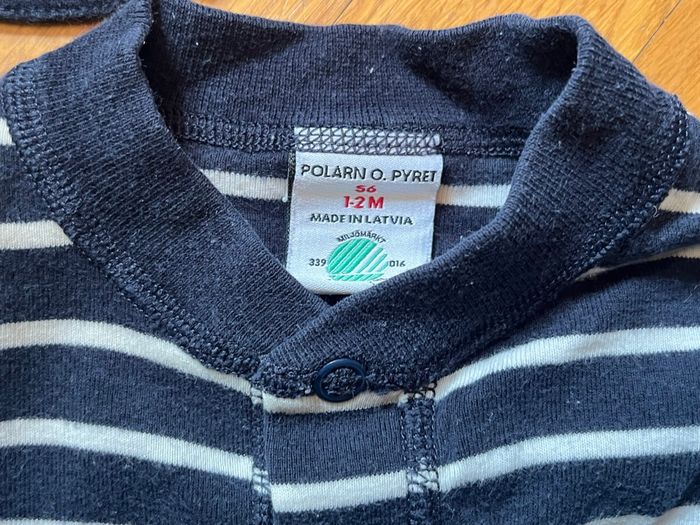 POLARN O. PYRET
56
1-2 M
MADE IN LATVIA
MILJÖMÄRKT
339 016